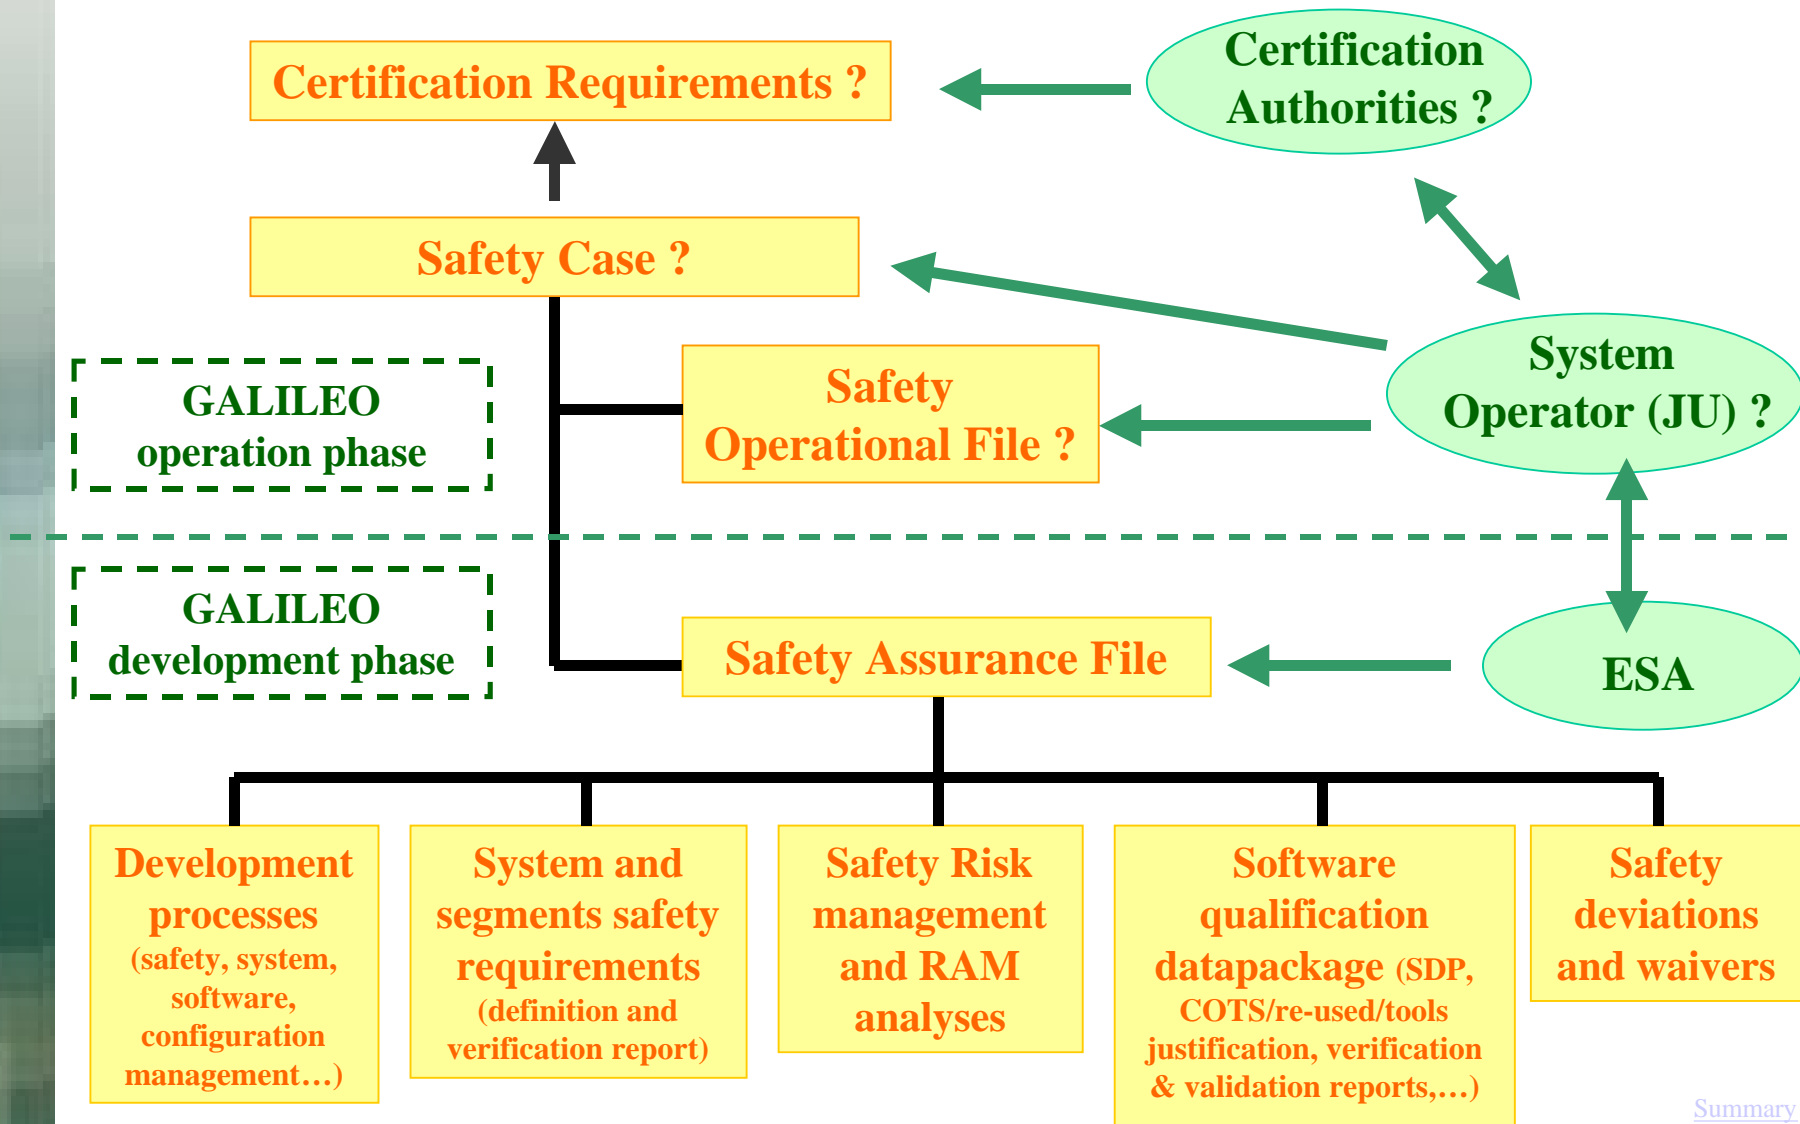 Certification Requirements ?
Certification
Authorities ?
Safety Case ?
GALILEO
operation phase
Safety
Operational File ?
System
Operator (JU) ?
GALILEO
development phase
Safety Assurance File
ESA
Development
processes
(safety, system,
software,
configuration
management…)
System and
segments safety
requirements
(definition and
verification report)
Safety Risk
management
and RAM
analyses
Software
qualification
datapackage (SDP,
COTS/re-used/tools
justification, verification
& validation reports,…)
Safety
deviations
and waivers
Summary